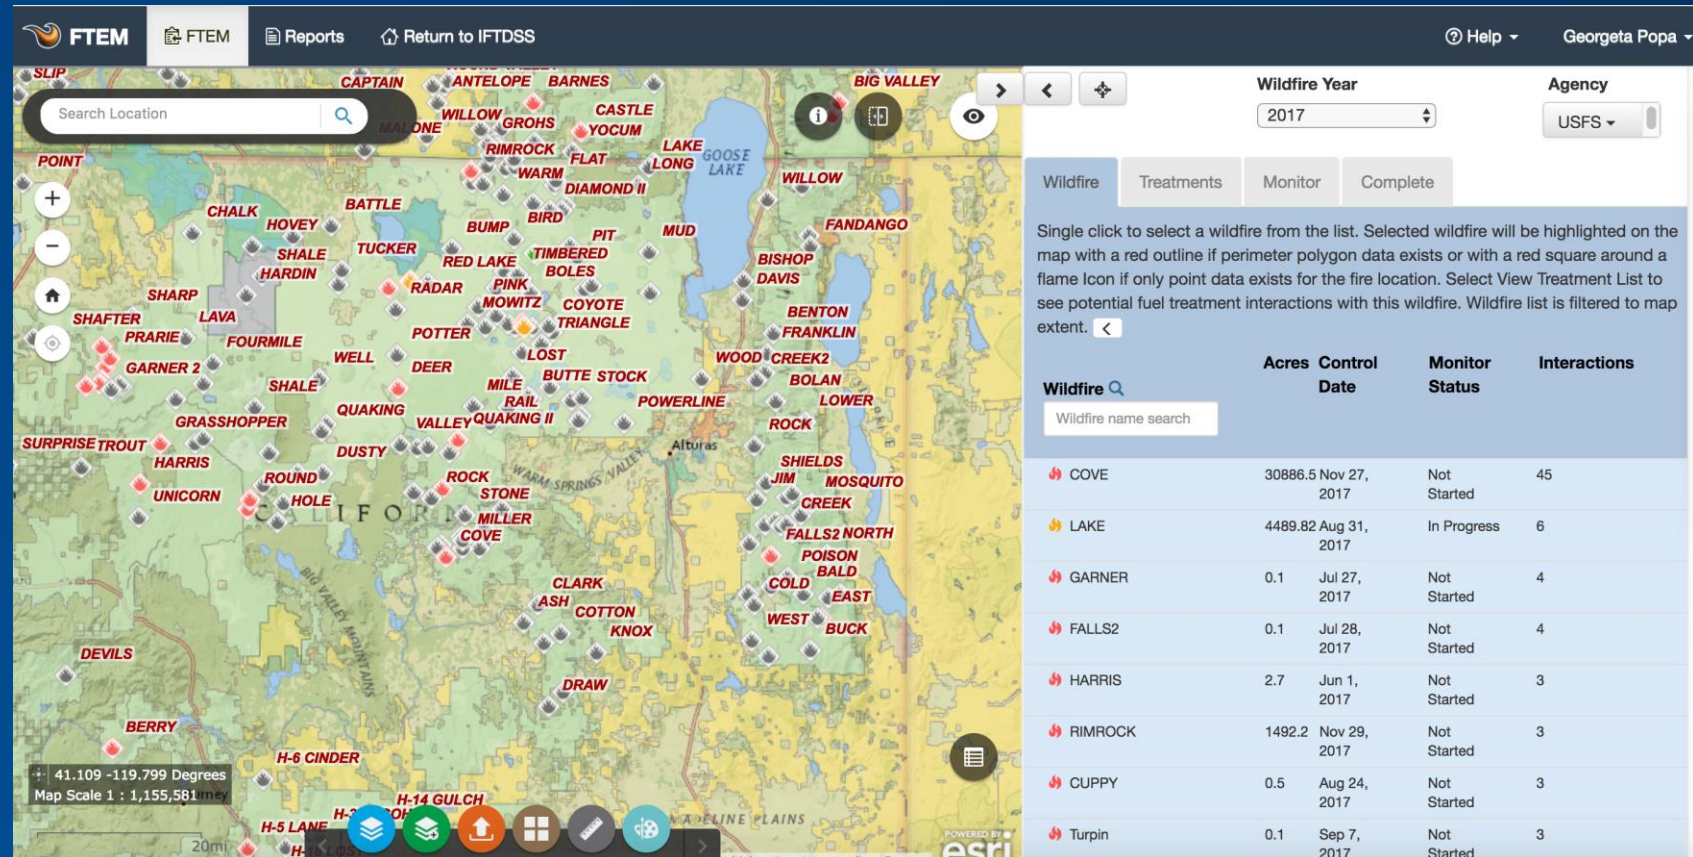 FTEM
FTEM
Reports
Return to IFTDSS
Help
Georgeta Popa
SLIP
CAPTAIN
ANTELOPE
BARNES
BIG VALLEY
Search Location
MALONE
WILLOW
GROHS
CASTLE
YOCUM
RIMROCK
FLAT
LAKE
LONG
GOOSE
LAKE
POINT
WARM
DIAMOND II
WILLOW
CHALK
BATTLE
HOVEY
BUMP
BIRD
PIT
MUD
FANDANGO
SHALE
TUCKER
RED LAKE
TIMBERED
BISHOP
HARDIN
BOLES
DAVIS
SHARP
RADAR
PINK
MOWITZ
COYOTE
BENTON
SHAFTER
LAVA
TRIANGLE
FRANKLIN
PRARIE
FOURMILE
POTTER
GARNER 2
WELL
DEER
LOST
WOOD
CREEK2
SHALE
MILE
BUTTE
STOCK
BOLAN
RAIL
POWERLINE
LOWER
GRASSHOPPER
QUAKING
VALLEY
QUAKING II
ROCK
SURPRISE
TROUT
HARRIS
DUSTY
Alturas
WARM SPRINGS VALLEY
SHIELDS
JIM
MOSQUITO
UNICORN
ROUND
HOLE
ROCK
STONE
CREEK
MILLER
COVE
FALLS2
NORTH
POISON
BALD
CLARK
COLD
EAST
ASH
COTTON
WEST
BUCK
KNOX
BIG VALLEY MOUNTAINS
DEVILS
DRAW
BERRY
H-6 CINDER
41.109 -119.799 Degrees
Map Scale 1 : 1,155,581
H-14 GULCH
H-5 LANE
20mi
POWERED BY
esri
Wildfire Year
Agency
2017
USFS
Wildfire
Treatments
Monitor
Complete
Single click to select a wildfire from the list. Selected wildfire will be highlighted on the
map with a red outline if perimeter polygon data exists or with a red square around a
flame Icon if only point data exists for the fire location. Select View Treatment List to
see potential fuel treatment interactions with this wildfire. Wildfire list is filtered to map
extent.
Wildfire
Acres
Control
Date
Monitor
Status
Interactions
Wildfire name search
COVE 30886.5 Nov 27, Not 45
2017 Started
LAKE 4489.82 Aug 31, In Progress 6
2017
GARNER 0.1 Jul 27, Not 4
2017 Started
FALLS2 0.1 Jul 28, Not 4
2017 Started
HARRIS 2.7 Jun 1, Not 3
2017 Started
RIMROCK 1492.2 Nov 29, Not 3
2017 Started
CUPPY 0.5 Aug 24, Not 3
2017 Started
Turpin 0.1 Sep 7, Not 3
2017 Started